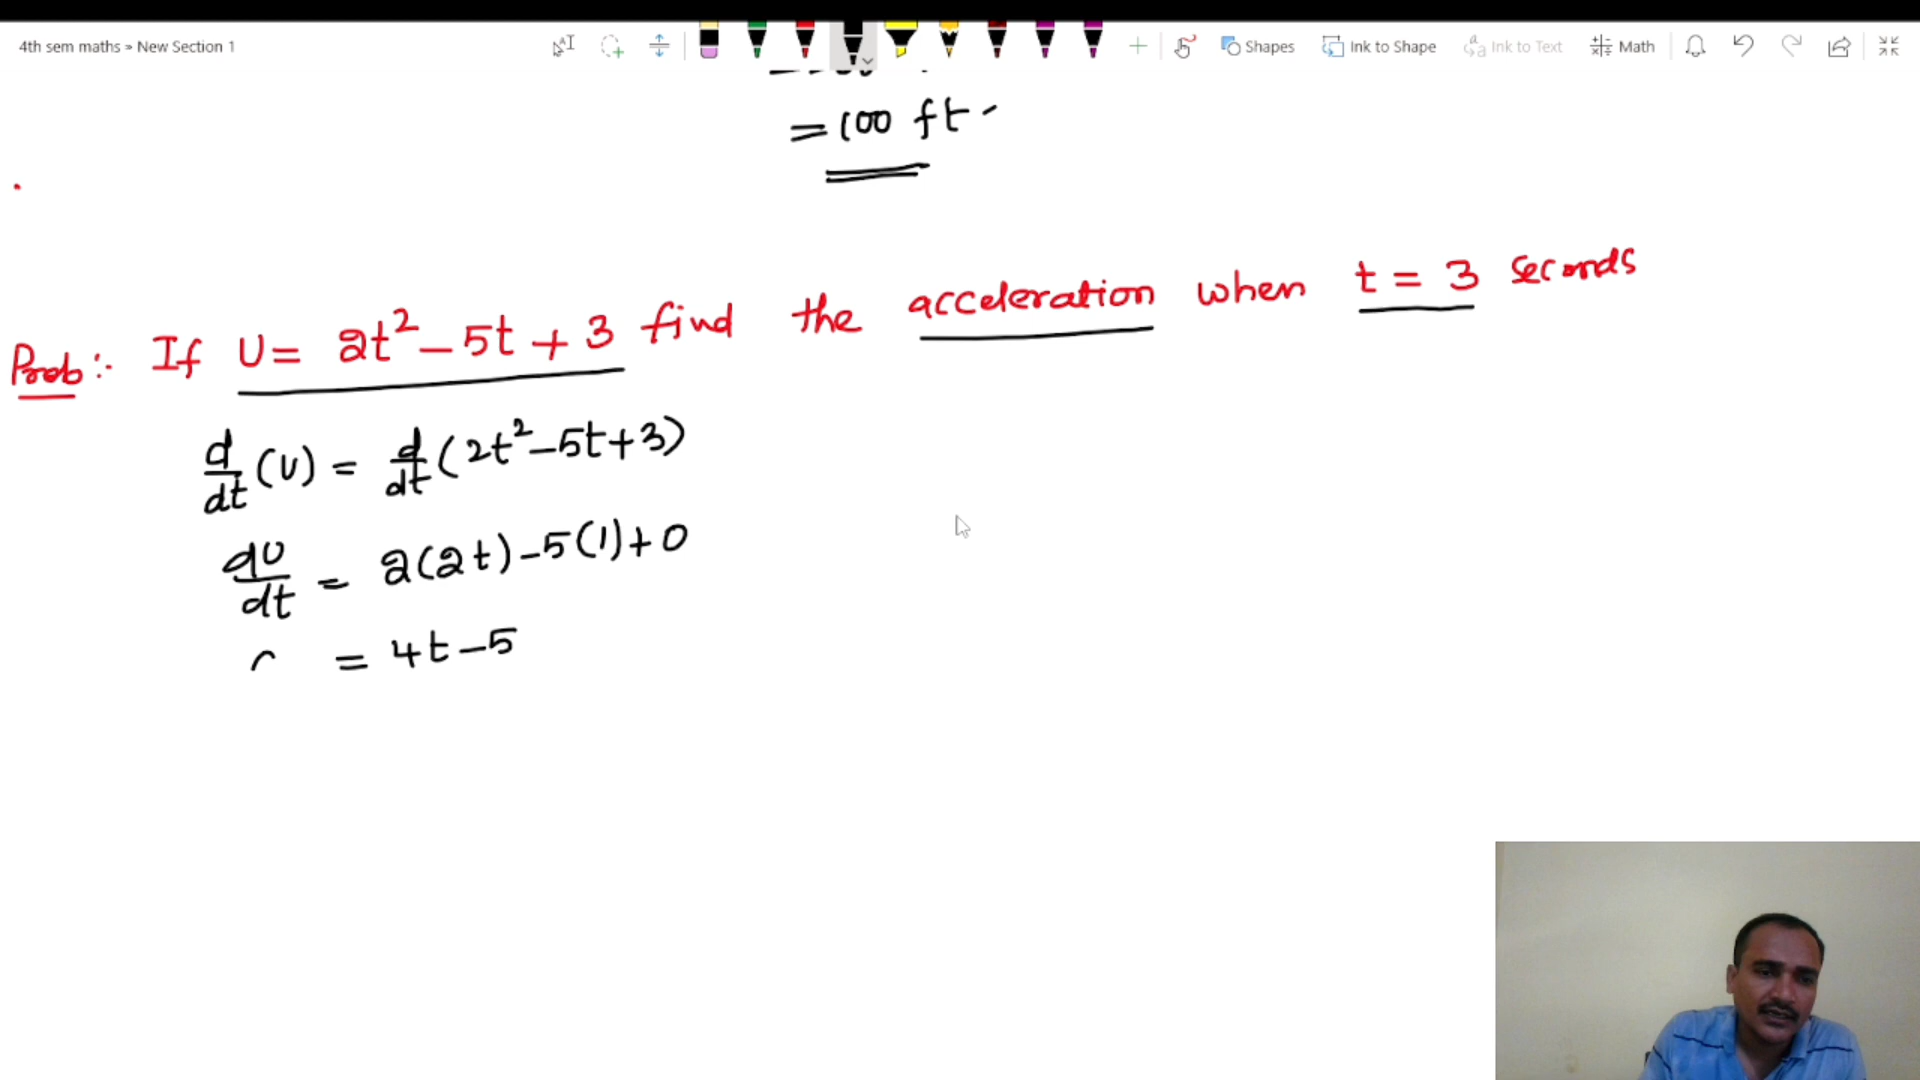 4th sem maths » New Section 1
Shapes Ink to Shape Ink to Text Math
= 100 ft.
Prob:- If v = 2t² - 5t + 3 find the acceleration when t = 3 seconds
d/dt (v) = d/dt (2t² - 5t + 3)
dv/dt = 2(2t) - 5(1) + 0
= 4t - 5